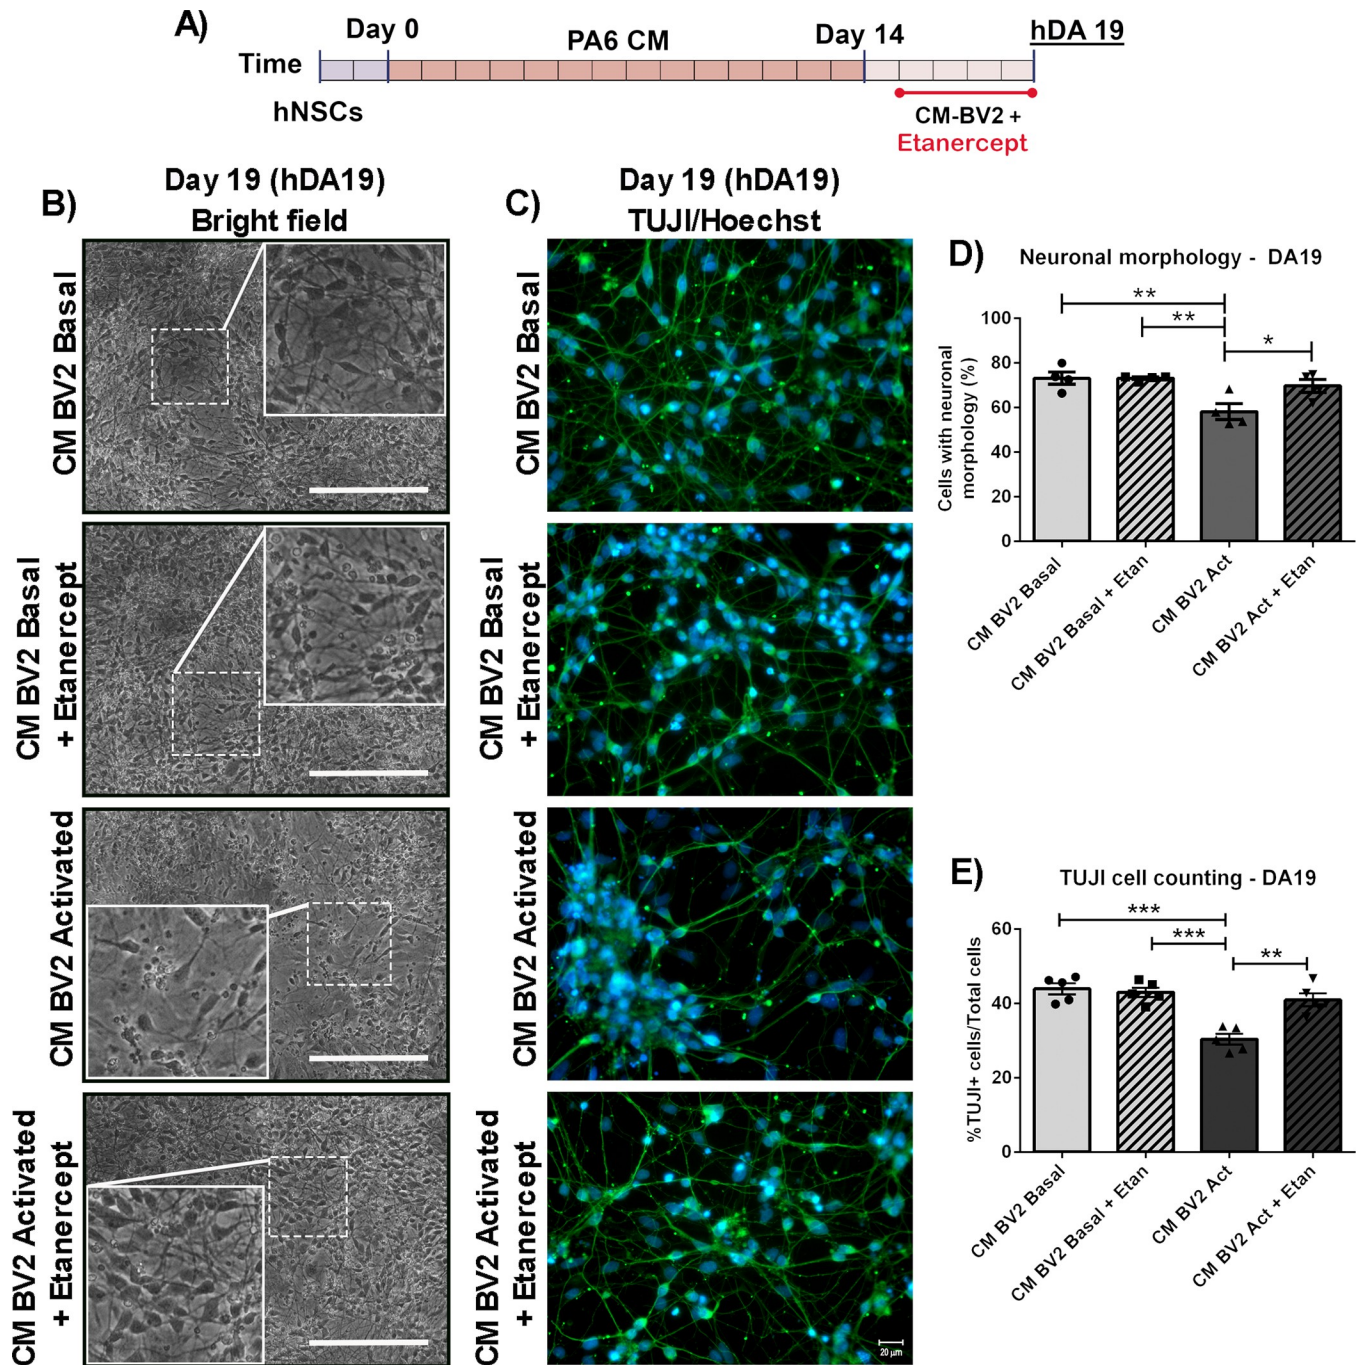 A)
Day 0
PA6 CM
Day 14
hDA 19
Time
hNSCs
CM-BV2 +
Etanercept
B)
Day 19 (hDA19)
Bright field
CM BV2 Basal
CM BV2 Basal
+ Etanercept
CM BV2 Activated
CM BV2 Activated
+ Etanercept
C)
Day 19 (hDA19)
TUJI/Hoechst
CM BV2 Basal
CM BV2 Basal
+ Etanercept
CM BV2 Activated
CM BV2 Activated
+ Etanercept
20 µm
D)
Neuronal morphology - DA19
Cells with neuronal
morphology (%)
100
80
60
40
20
0
**
**
*
CM BV2 Basal
CM BV2 Basal + Etan
CM BV2 Act
CM BV2 Act + Etan
E)
TUJI cell counting - DA19
%TUJI+ cells/Total cells
60
40
20
0
***
***
**
CM BV2 Basal
CM BV2 Basal + Etan
CM BV2 Act
CM BV2 Act + Etan